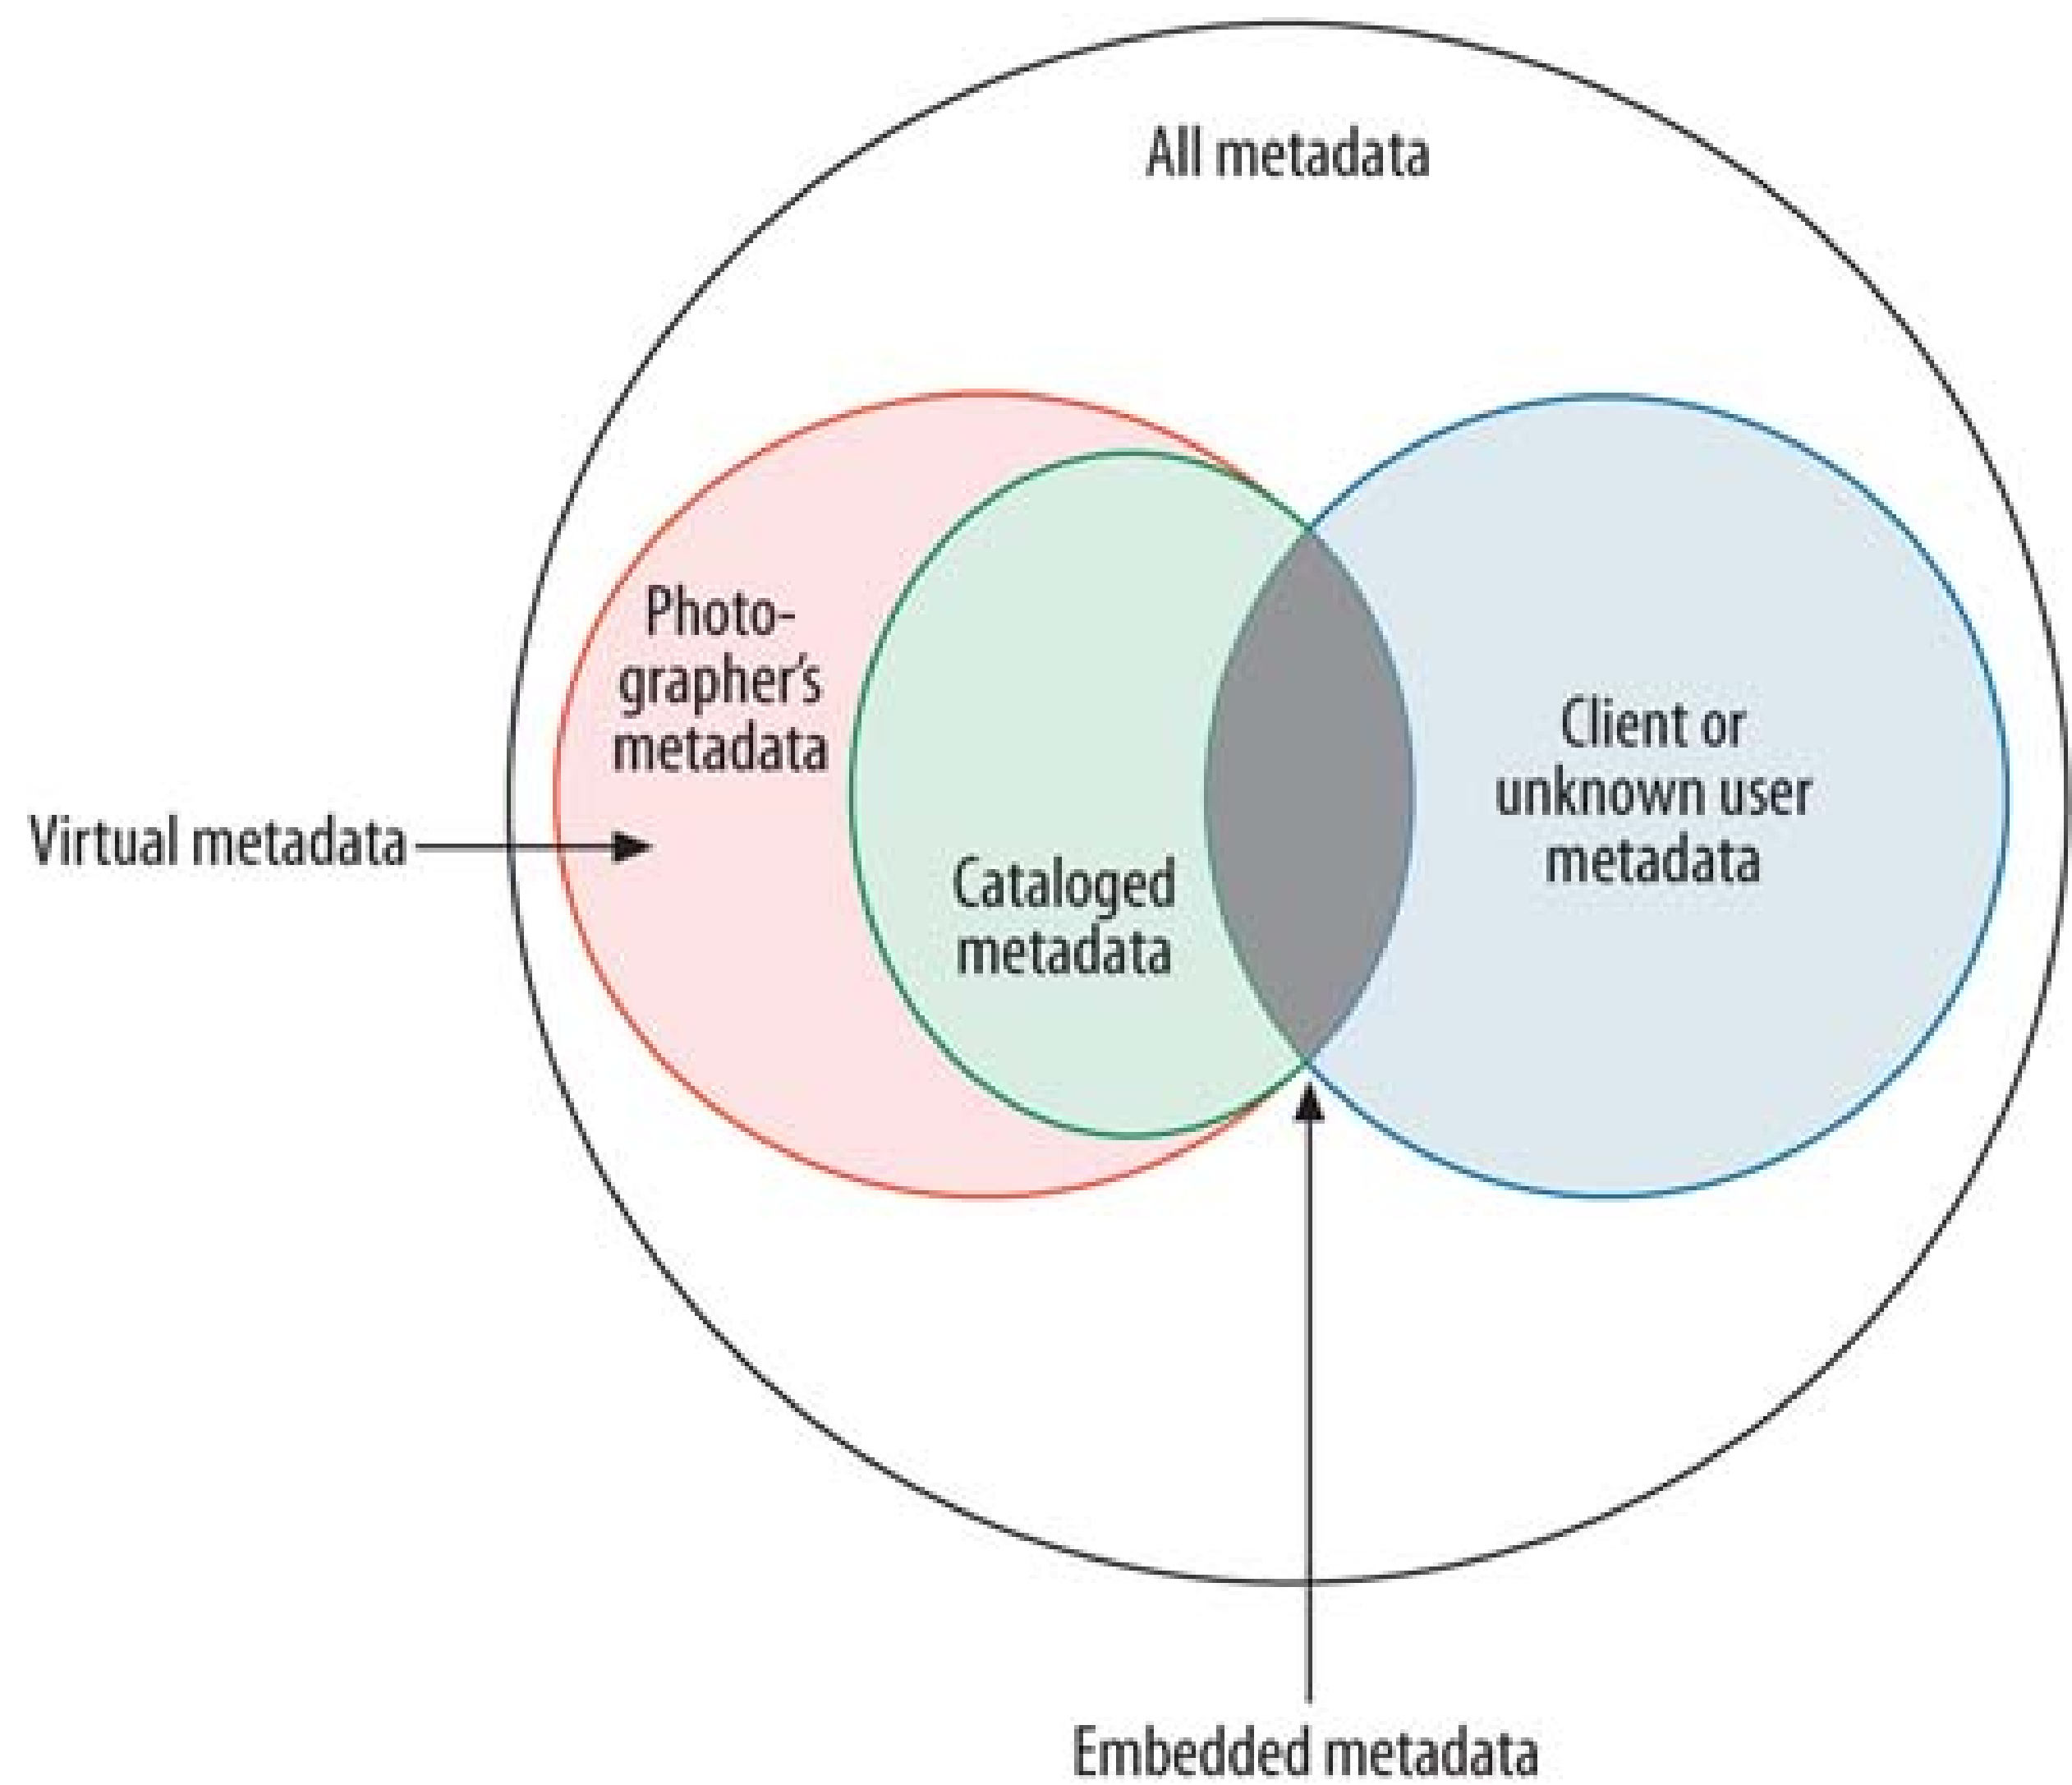 All metadata
Photo-
grapher's
metadata
Client or
unknown user
metadata
Virtual metadata
Cataloged
metadata
Embedded metadata